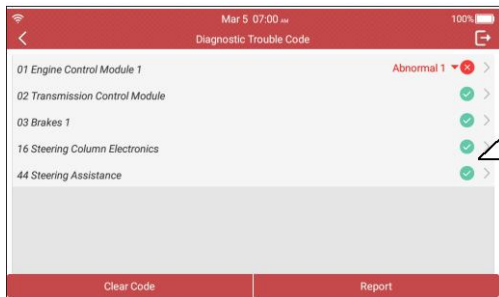 Mar 5 07:00 AM
100%
Diagnostic Trouble Code
01 Engine Control Module 1
Abnormal 1
02 Transmission Control Module
03 Brakes 1
16 Steering Column Electronics
44 Steering Assistance
Clear Code
Report